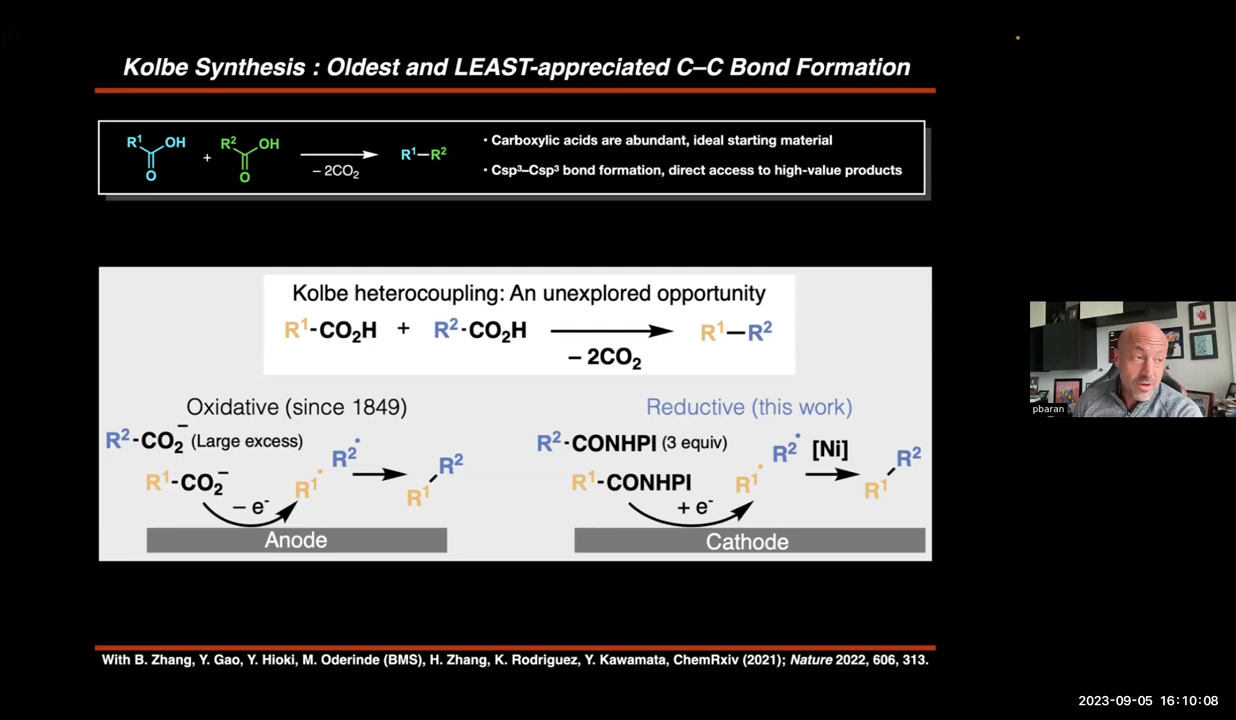 Kolbe Synthesis : Oldest and LEAST-appreciated C–C Bond Formation
R¹ OH + R² OH
O O
– 2CO₂
R¹–R²
• Carboxylic acids are abundant, ideal starting material
• Csp³–Csp³ bond formation, direct access to high-value products
Kolbe heterocoupling: An unexplored opportunity
R¹-CO₂H + R²-CO₂H R¹–R²
– 2CO₂
Oxidative (since 1849)
R²-CO₂⁻ (Large excess)
R¹-CO₂⁻
– e⁻
R¹•
R²•
R²
R¹
Anode
Reductive (this work)
R²-CONHPI (3 equiv)
R¹-CONHPI
+ e⁻
R¹•
R²•
[Ni]
R²
R¹
Cathode
With B. Zhang, Y. Gao, Y. Hioki, M. Oderinde (BMS), H. Zhang, K. Rodriguez, Y. Kawamata, ChemRxiv (2021); Nature 2022, 606, 313.
pbaran
2023-09-05 16:10:08